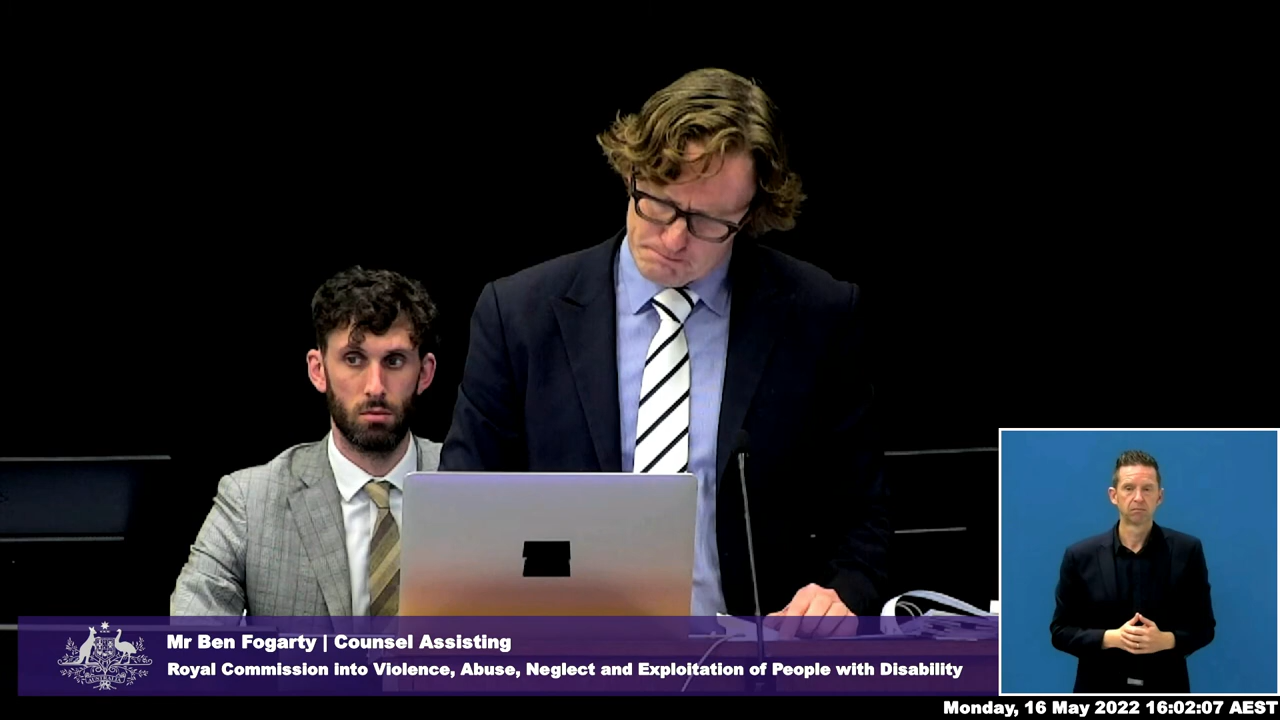 Mr Ben Fogarty | Counsel Assisting
Royal Commission into Violence, Abuse, Neglect and Exploitation of People with Disability
Monday, 16 May 2022 16:02:07 AEST